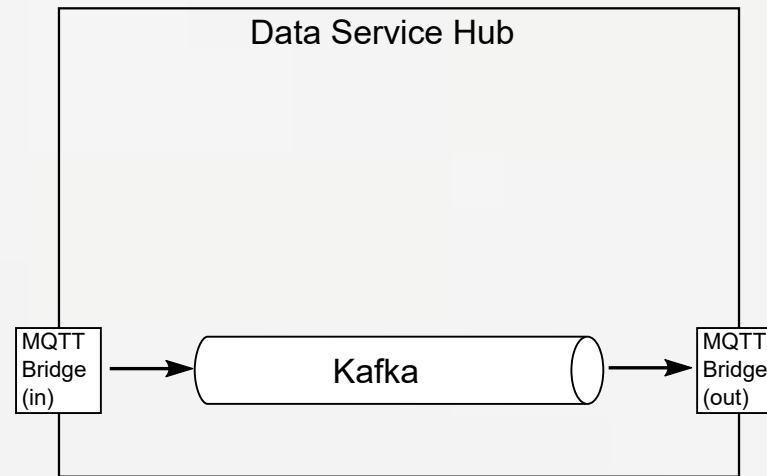 Data Service Hub
MQTT
Bridge
(in)
Kafka
MQTT
Bridge
(out)